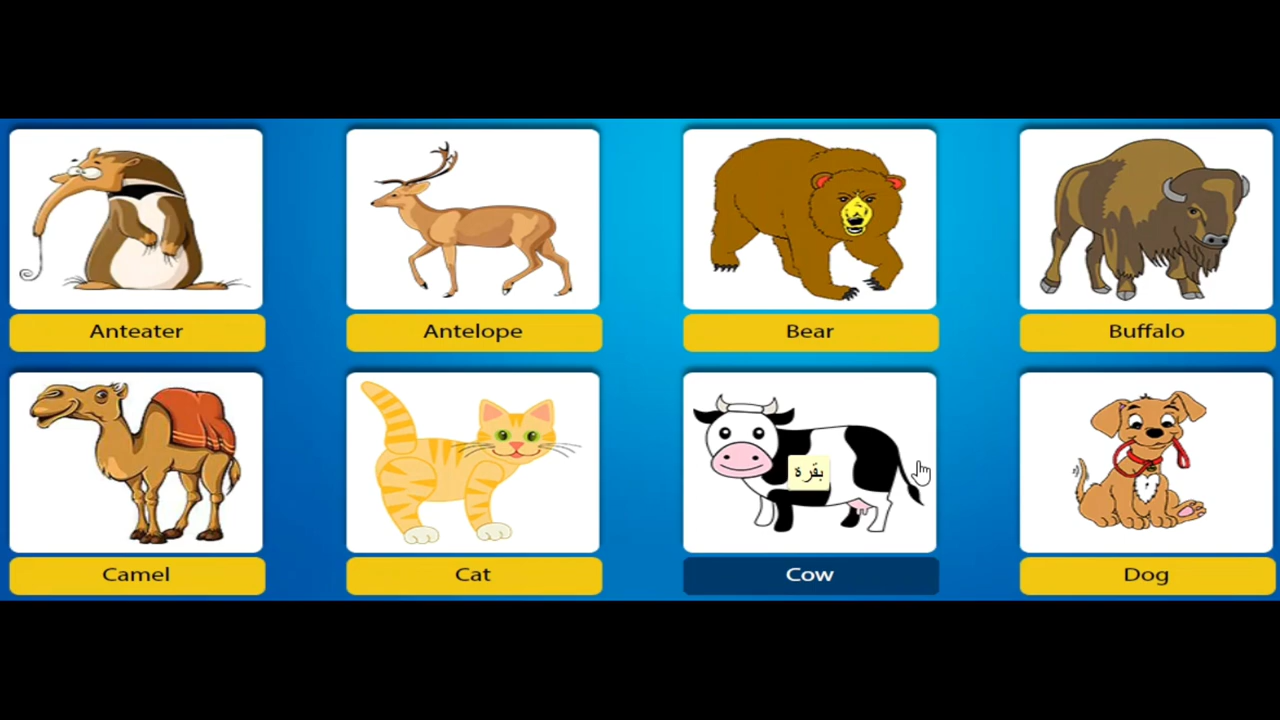 Anteater
Antelope
Bear
Buffalo
بقرة
Camel
Cat
Cow
Dog